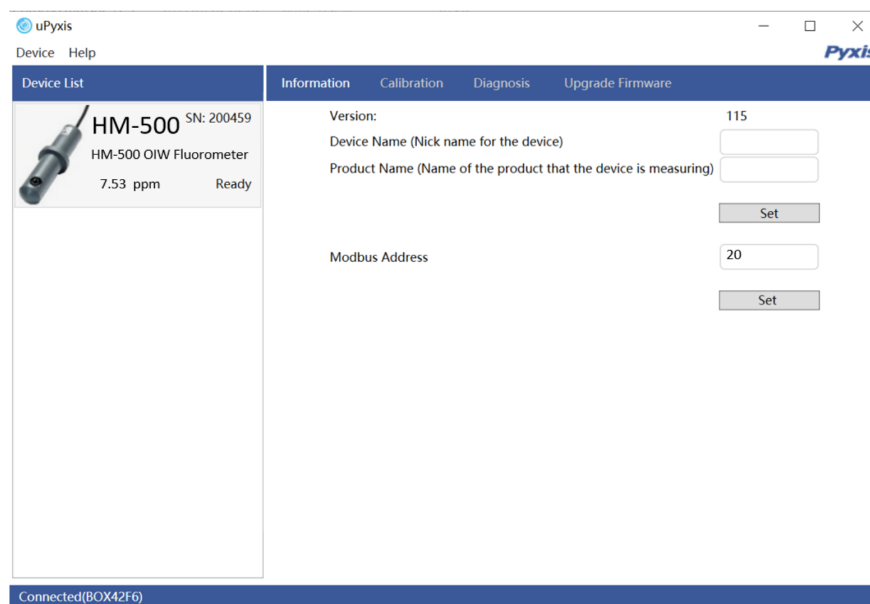 uPyxis
Device Help
Pyxis
Device List
Information Calibration Diagnosis Upgrade Firmware
HM-500 SN: 200459
HM-500 OIW Fluorometer
7.53 ppm Ready
Version: 115
Device Name (Nick name for the device)
Product Name (Name of the product that the device is measuring)
Set
Modbus Address 20
Set
Connected(BOX42F6)